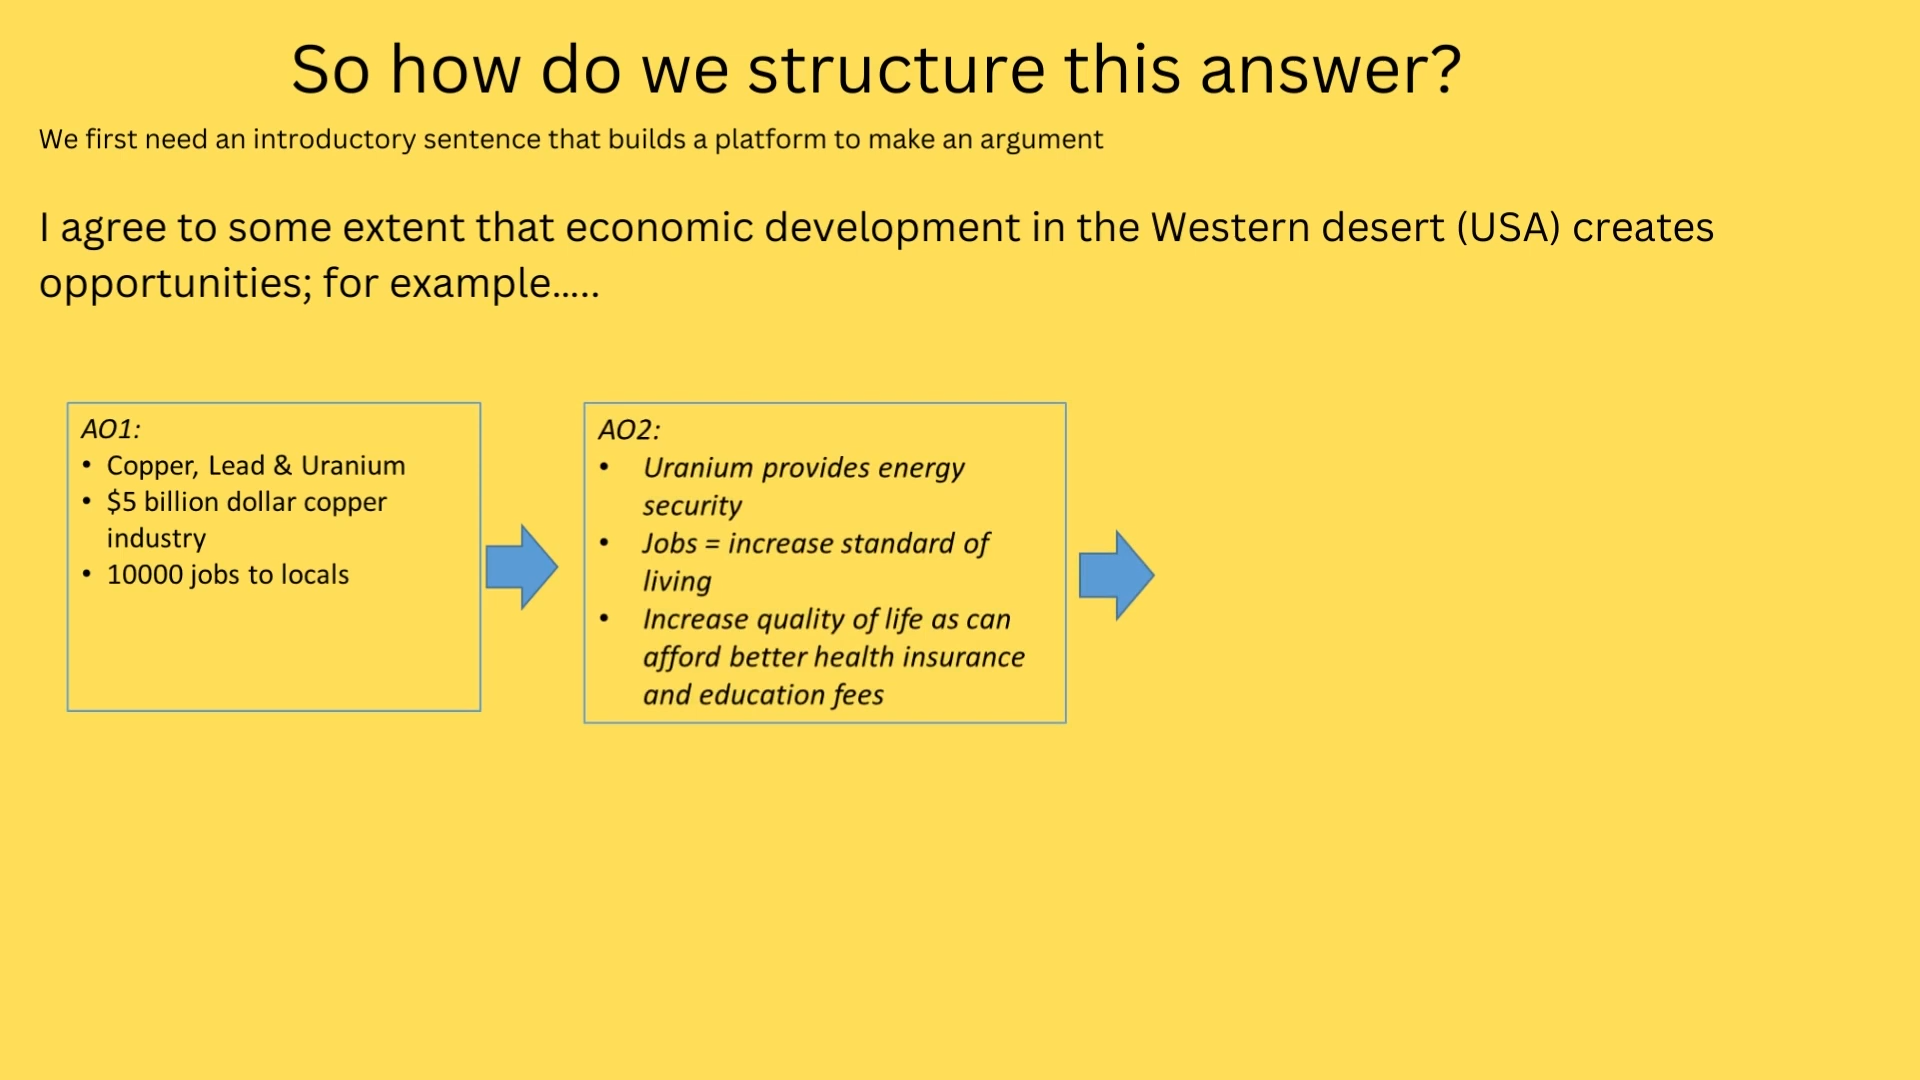 So how do we structure this answer?
We first need an introductory sentence that builds a platform to make an argument
I agree to some extent that economic development in the Western desert (USA) creates
opportunities; for example.....
AO1:
• Copper, Lead & Uranium
• $5 billion dollar copper
industry
• 10000 jobs to locals
AO2:
• Uranium provides energy
security
• Jobs = increase standard of
living
• Increase quality of life as can
afford better health insurance
and education fees